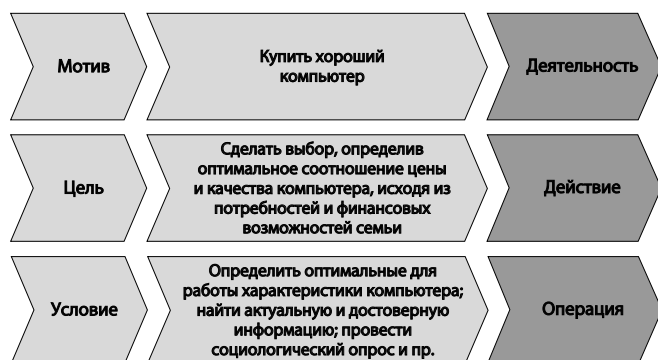 Мотив
Купить хороший
компьютер
Деятельность
Цель
Сделать выбор, определив
оптимальное соотношение цены
и качества компьютера, исходя из
потребностей и финансовых
возможностей семьи
Действие
Условие
Определить оптимальные для
работы характеристики компьютера;
найти актуальную и достоверную
информацию; провести
социологический опрос и пр.
Операция